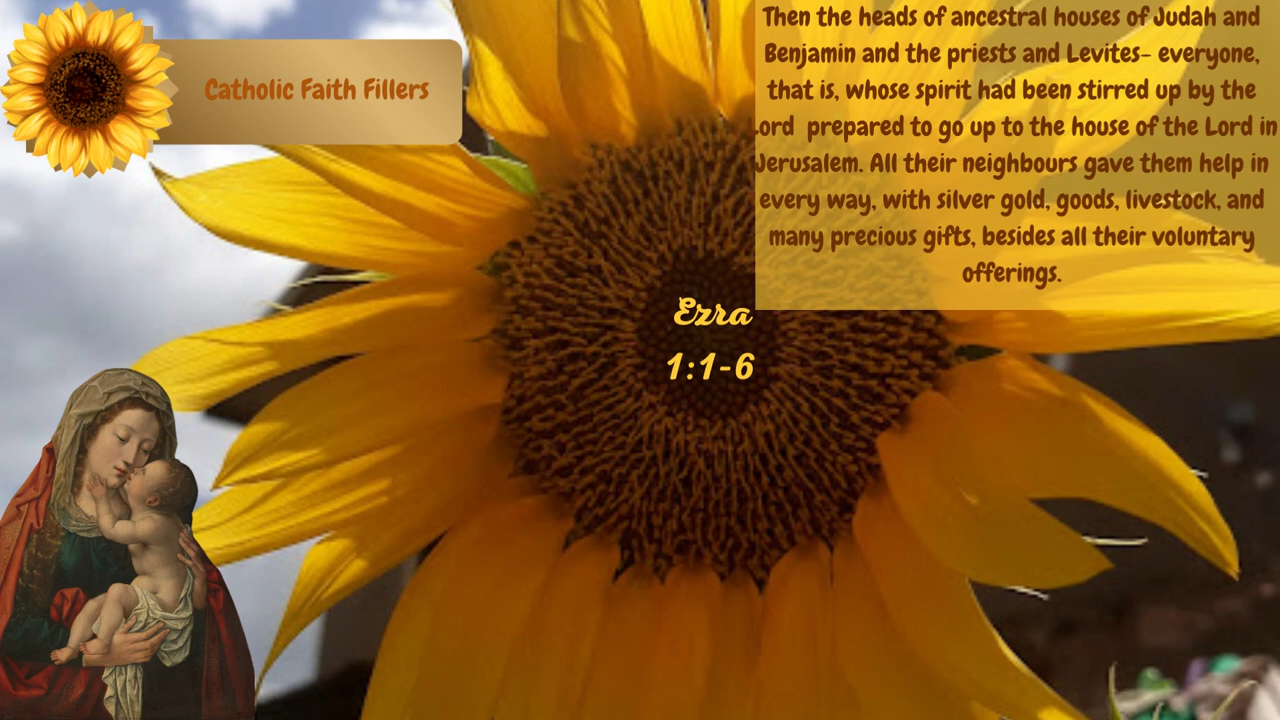 Catholic Faith Fillers
Then the heads of ancestral houses of Judah and
Benjamin and the priests and Levites- everyone,
that is, whose spirit had been stirred up by the
Lord prepared to go up to the house of the Lord in
Jerusalem. All their neighbours gave them help in
every way, with silver gold, goods, livestock, and
many precious gifts, besides all their voluntary
offerings.
Ezra
1:1-6